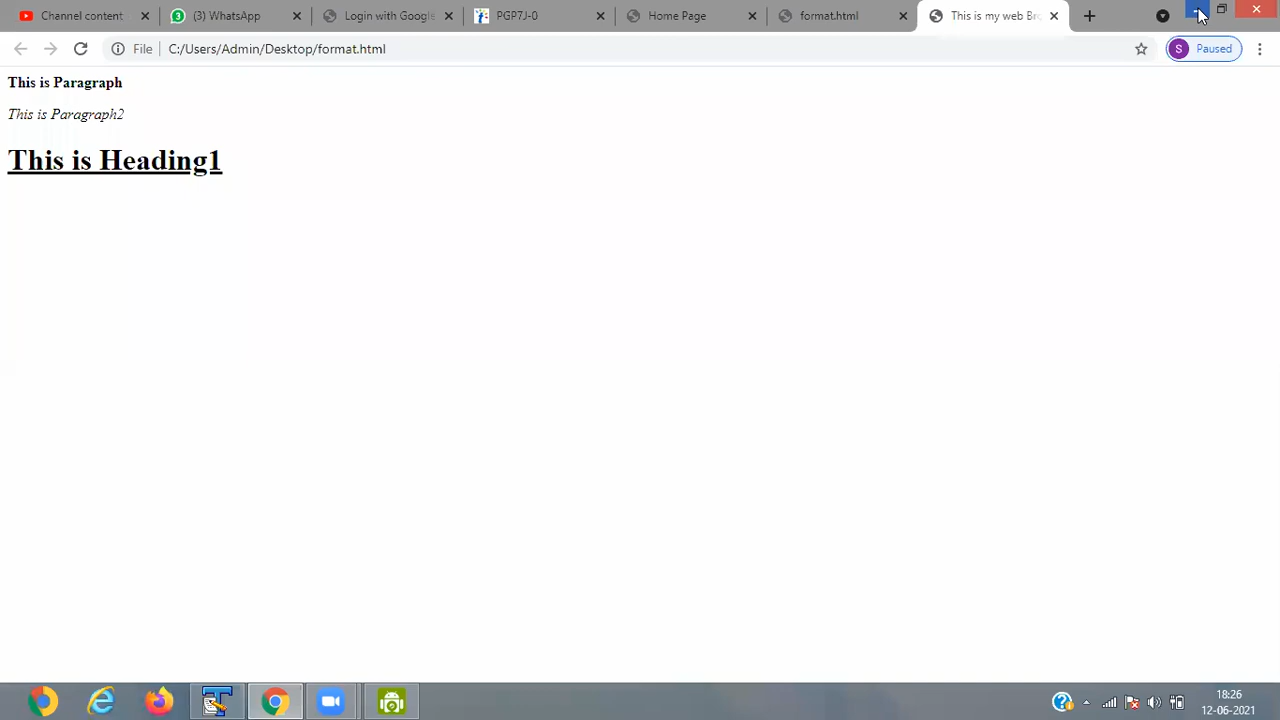 Channel content
(3) WhatsApp
Login with Google
PGP7J-0
Home Page
format.html
This is my web Bro
File
C:/Users/Admin/Desktop/format.html
S
Paused
This is Paragraph
This is Paragraph2
This is Heading1
18:26
12-06-2021